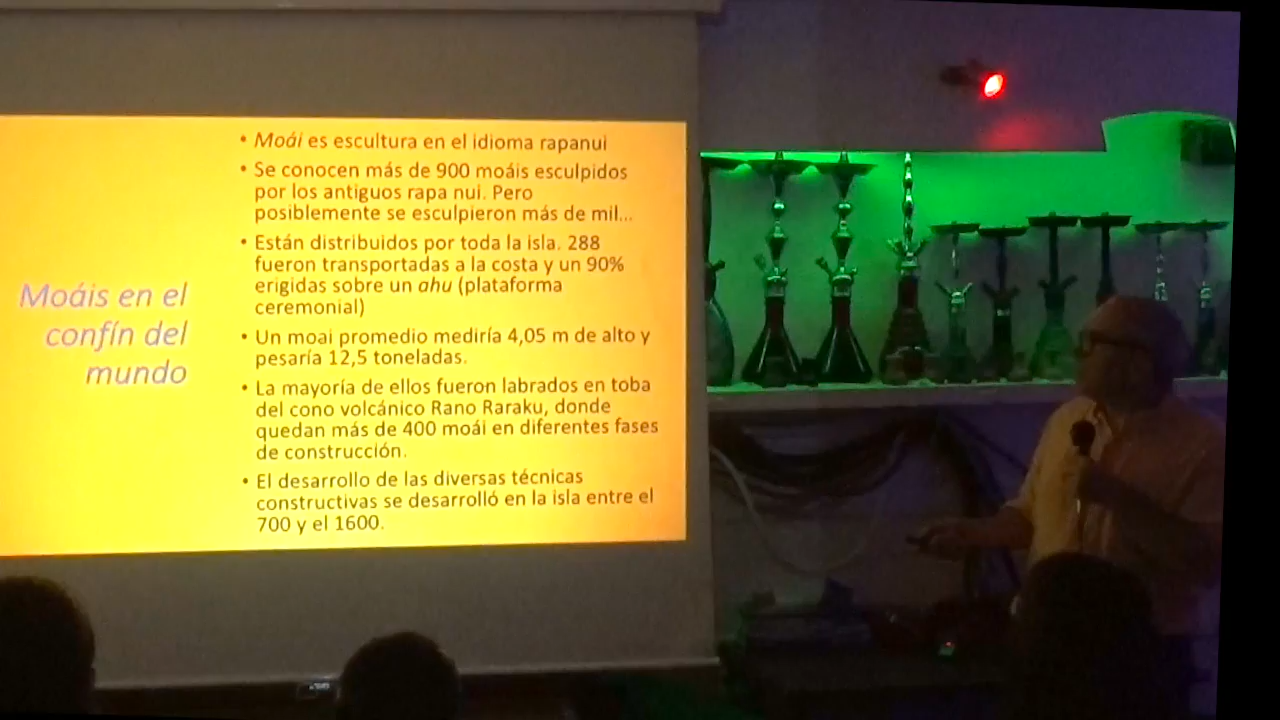 Moáis en el
confín del
mundo
• Moái es escultura en el idioma rapanui
• Se conocen más de 900 moáis esculpidos
por los antiguos rapa nui. Pero
posiblemente se esculpieron más de mil...
• Están distribuidos por toda la isla. 288
fueron transportadas a la costa y un 90%
erigidas sobre un ahu (plataforma
ceremonial)
• Un moai promedio mediría 4,05 m de alto y
pesaría 12,5 toneladas.
• La mayoría de ellos fueron labrados en toba
del cono volcánico Rano Raraku, donde
quedan más de 400 moái en diferentes fases
de construcción.
• El desarrollo de las diversas técnicas
constructivas se desarrolló en la isla entre el
700 y el 1600.